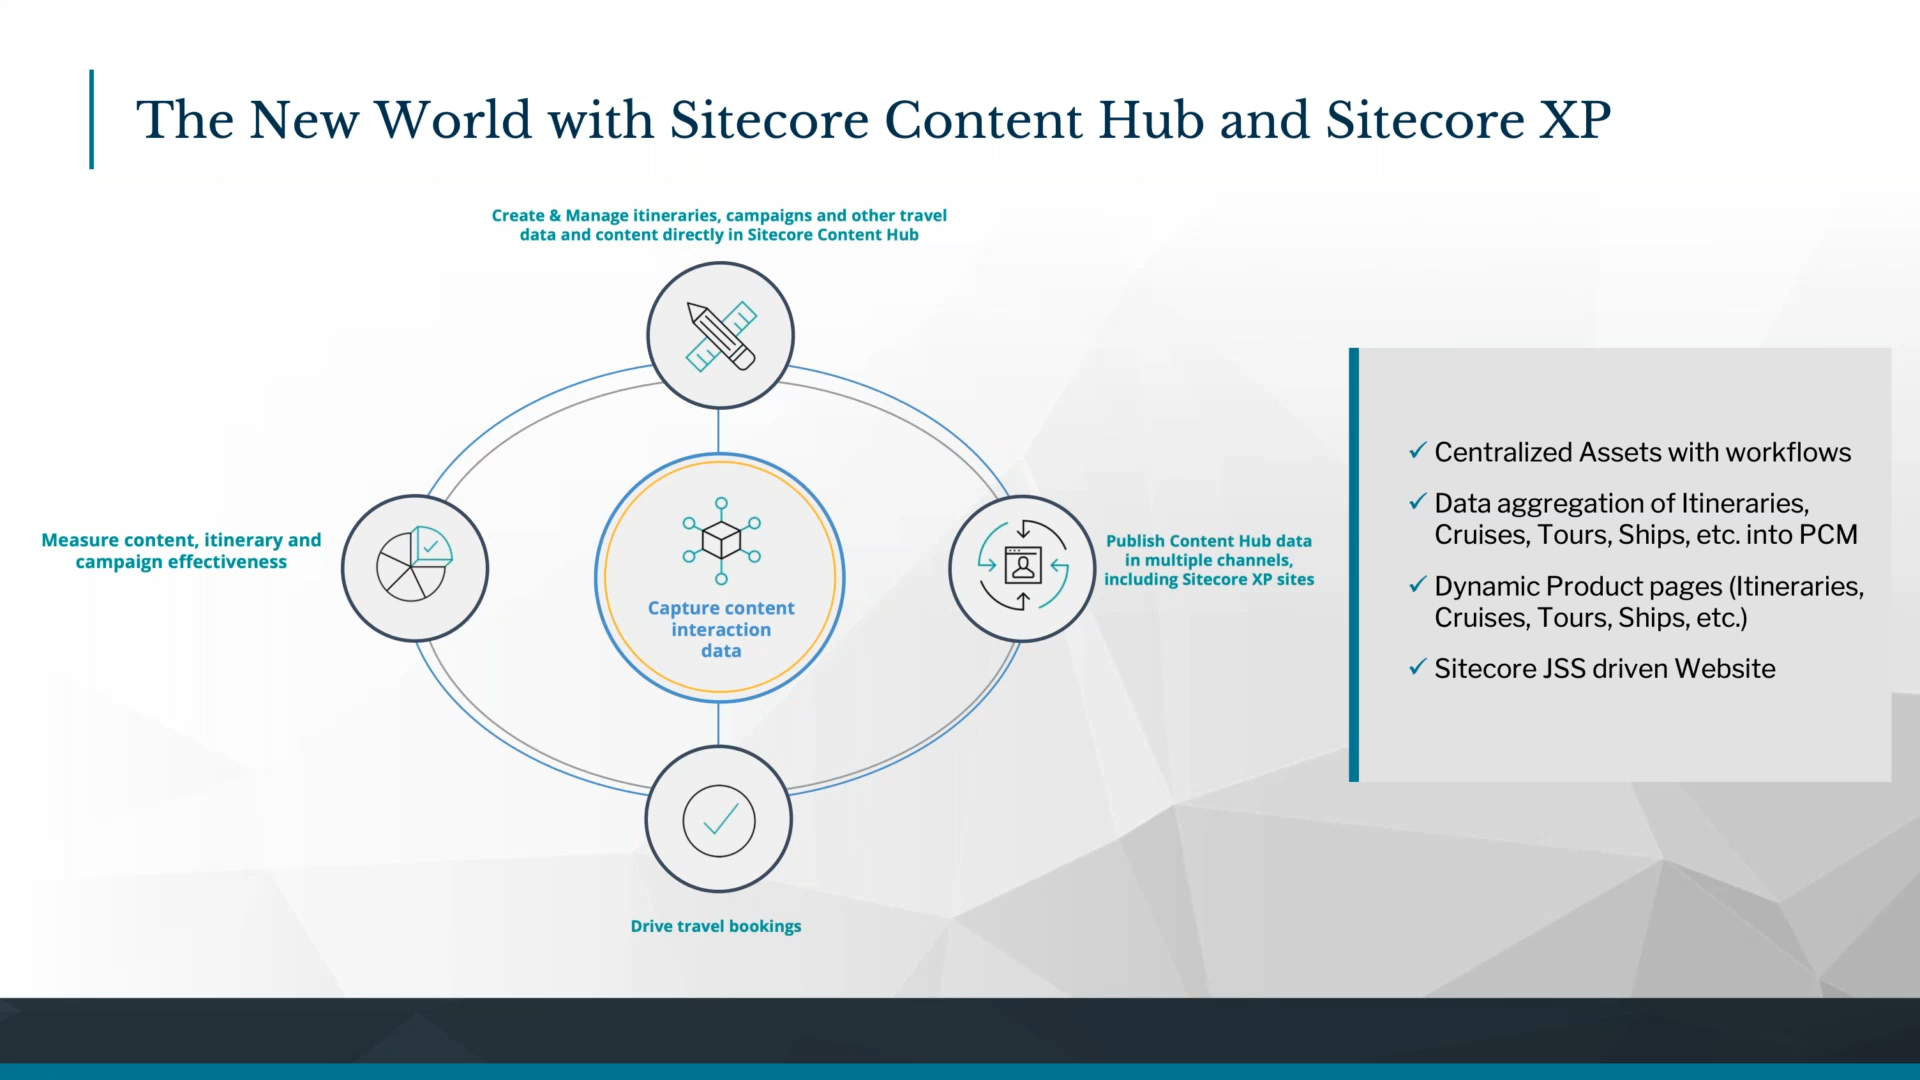 The New World with Sitecore Content Hub and Sitecore XP
Create & Manage itineraries, campaigns and other travel
data and content directly in Sitecore Content Hub
Measure content, itinerary and
campaign effectiveness
Capture content
interaction
data
Publish Content Hub data
in multiple channels,
including Sitecore XP sites
Drive travel bookings
✓ Centralized Assets with workflows
✓ Data aggregation of Itineraries,
Cruises, Tours, Ships, etc. into PCM
✓ Dynamic Product pages (Itineraries,
Cruises, Tours, Ships, etc.)
✓ Sitecore JSS driven Website